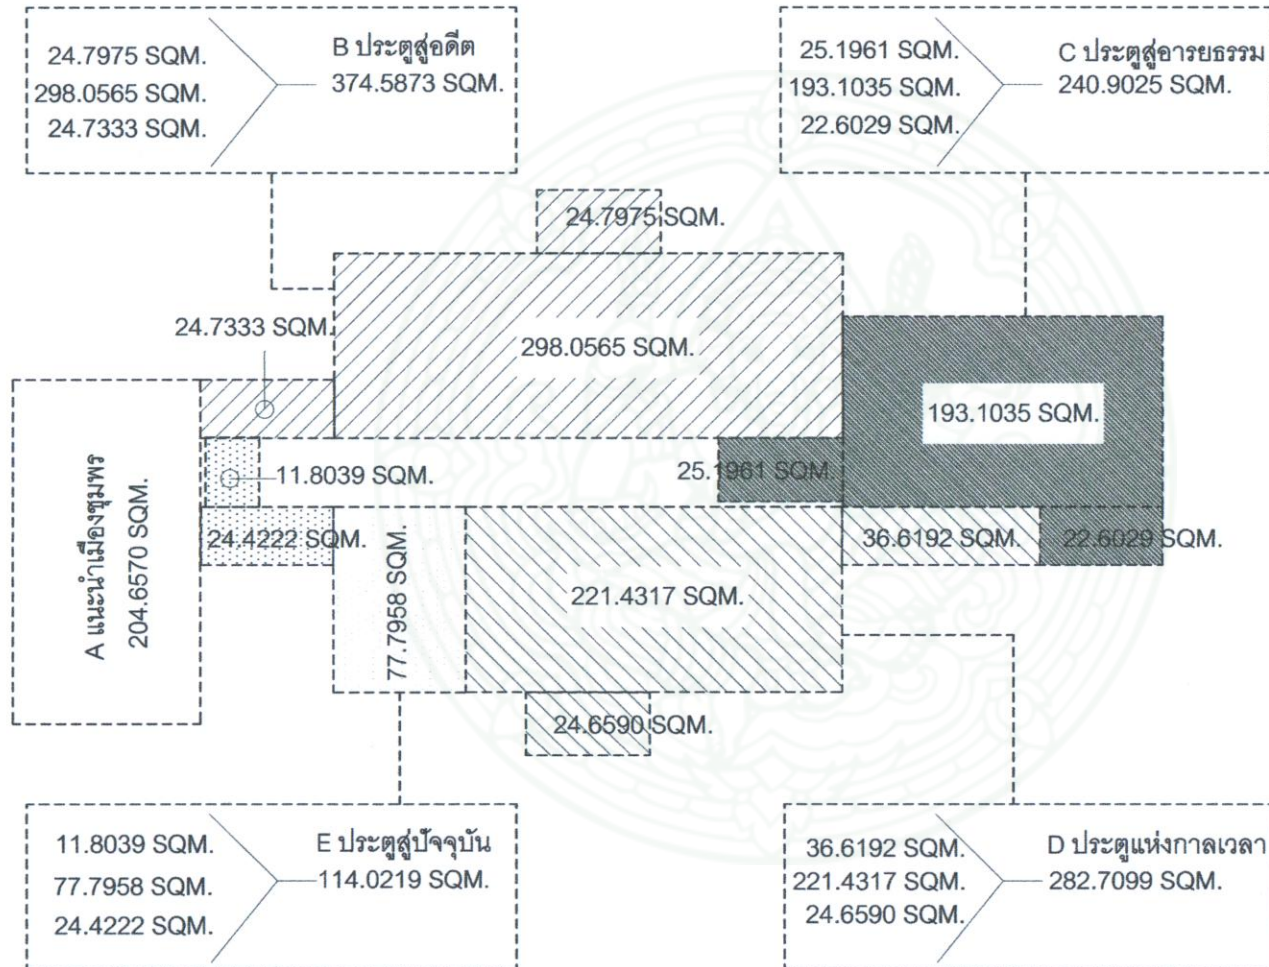 24.7975 SQM.
298.0565 SQM.
24.7333 SQM.
B ประตูสู่อดีต
374.5873 SQM.
25.1961 SQM.
193.1035 SQM.
22.6029 SQM.
C ประตูสู่อารยธรรม
240.9025 SQM.
24.7975 SQM.
24.7333 SQM.
298.0565 SQM.
193.1035 SQM.
A แนะนำเมืองชุมพร
204.6570 SQM.
11.8039 SQM.
25.1961 SQM.
24.4222 SQM.
77.7958 SQM.
221.4317 SQM.
36.6192 SQM.
22.6029 SQM.
24.6590 SQM.
11.8039 SQM.
77.7958 SQM.
24.4222 SQM.
E ประตูสู่ปัจจุบัน
114.0219 SQM.
36.6192 SQM.
221.4317 SQM.
24.6590 SQM.
D ประตูแห่งกาลเวลา
282.7099 SQM.